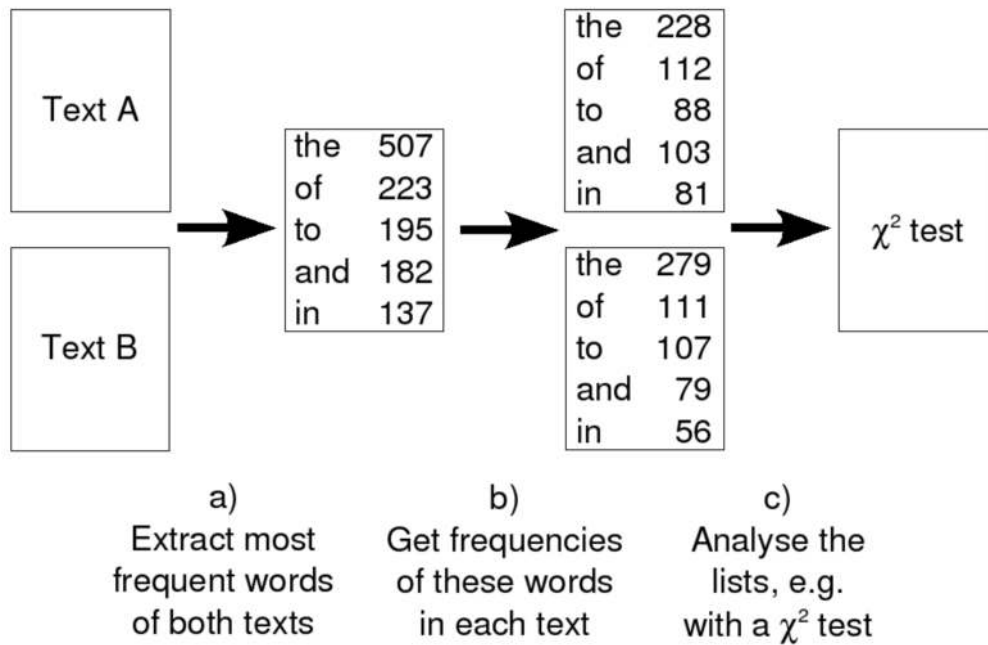 Text A
Text B
the 507
of 223
to 195
and 182
in 137
the 228
of 112
to 88
and 103
in 81
the 279
of 111
to 107
and 79
in 56
χ² test
a)
Extract most
frequent words
of both texts
b)
Get frequencies
of these words
in each text
c)
Analyse the
lists, e.g.
with a χ² test